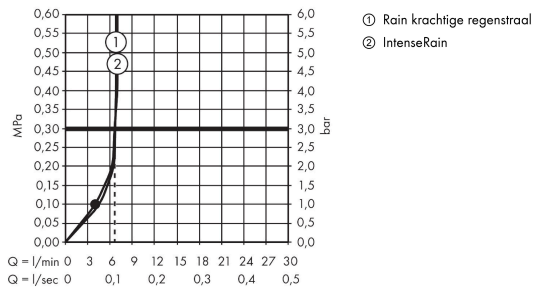 0,60 6,0
0,55 5,5
0,50 5,0
0,45 4,5
0,40 4,0
0,35 3,5
0,30 3,0
0,25 2,5
0,20 2,0
0,15 1,5
0,10 1,0
0,05 0,5
0,00 0,0
MPa
bar
1
2
Q = l/min 0 3 6 9 12 15 18 21 24 27 30
Q = l/sec 0 0,1 0,2 0,3 0,4 0,5
① Rain krachtige regenstraal
② IntenseRain